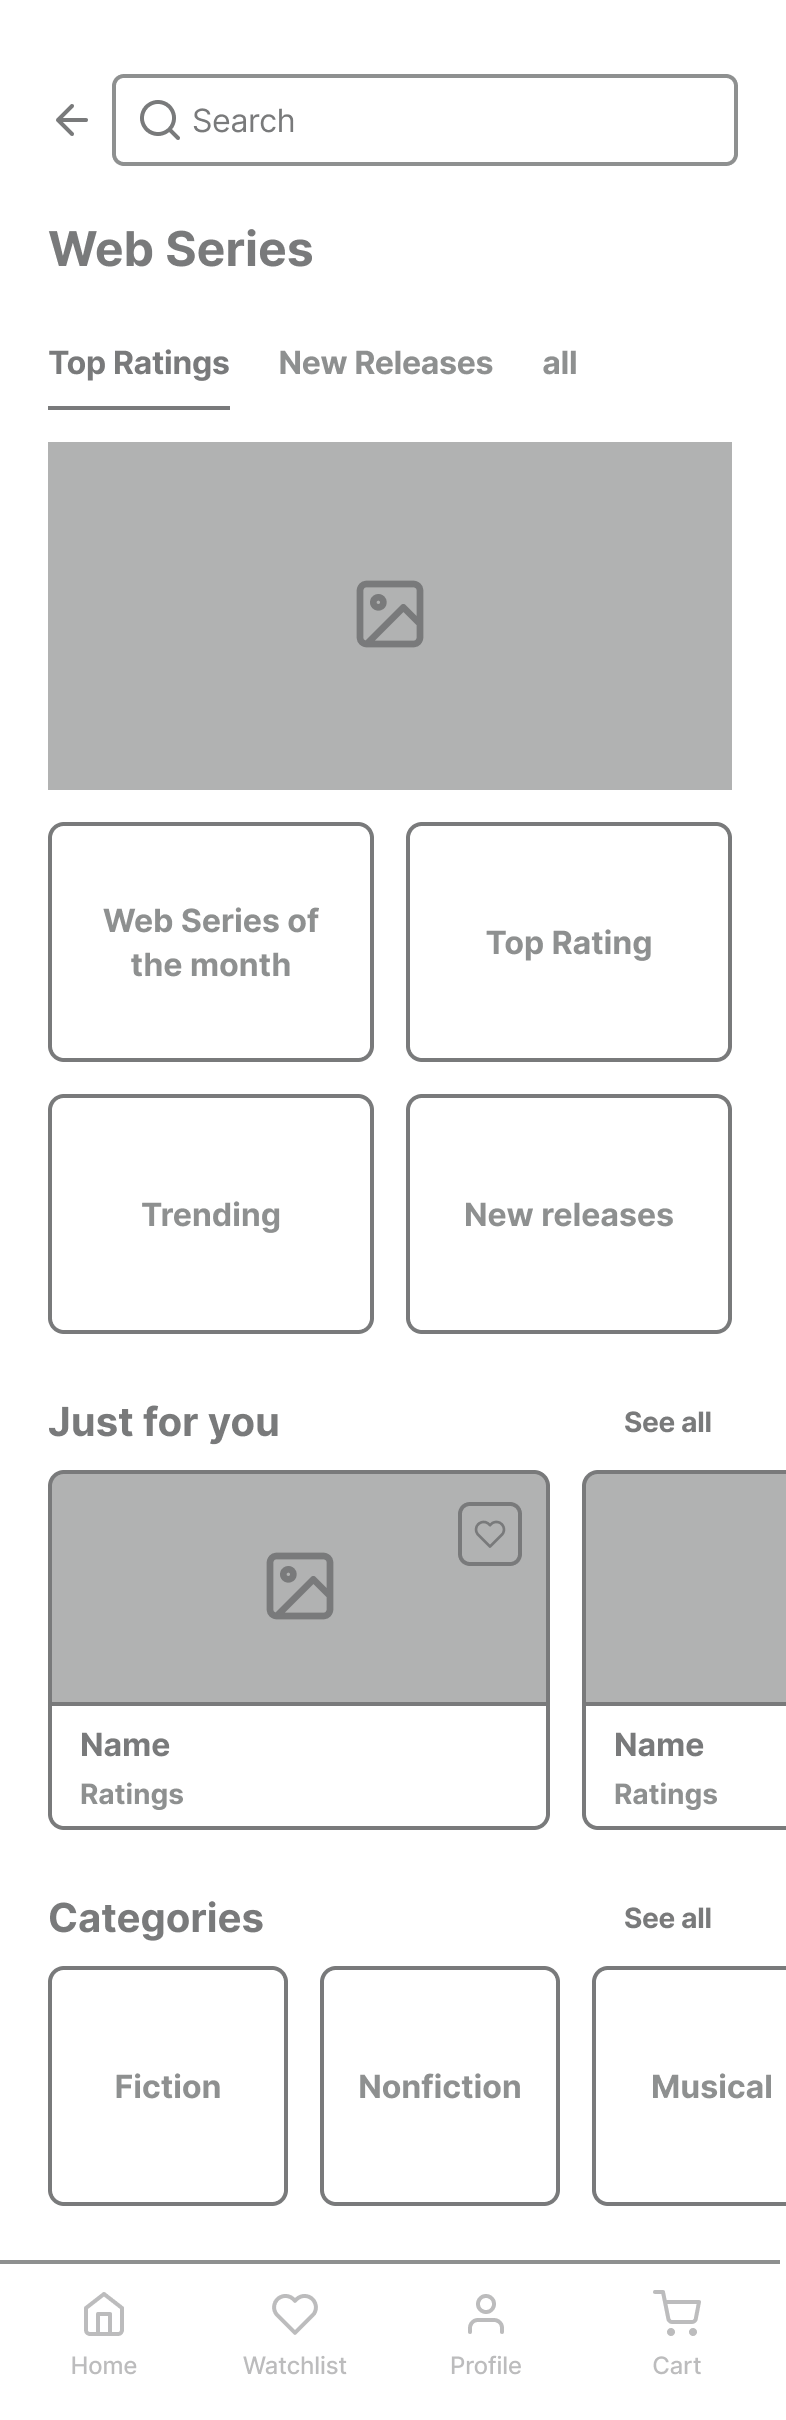 Search
Web Series
Top Ratings New Releases all
Web Series of
the month
Top Rating
Trending
New releases
Just for you See all
Name
Ratings
Name
Ratings
Categories See all
Fiction
Nonfiction
Musical
Home
Watchlist
Profile
Cart